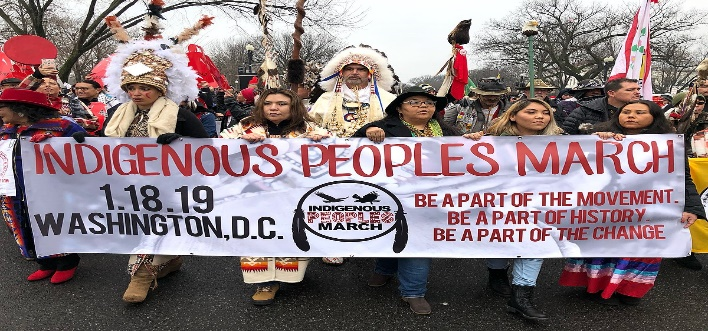 INDIGENOUS PEOPLES MARCH
1.18.19
WASHINGTON, D.C.
INDIGENOUS
PEOPLES
MARCH
BE A PART OF THE MOVEMENT.
BE A PART OF HISTORY.
BE A PART OF THE CHANGE